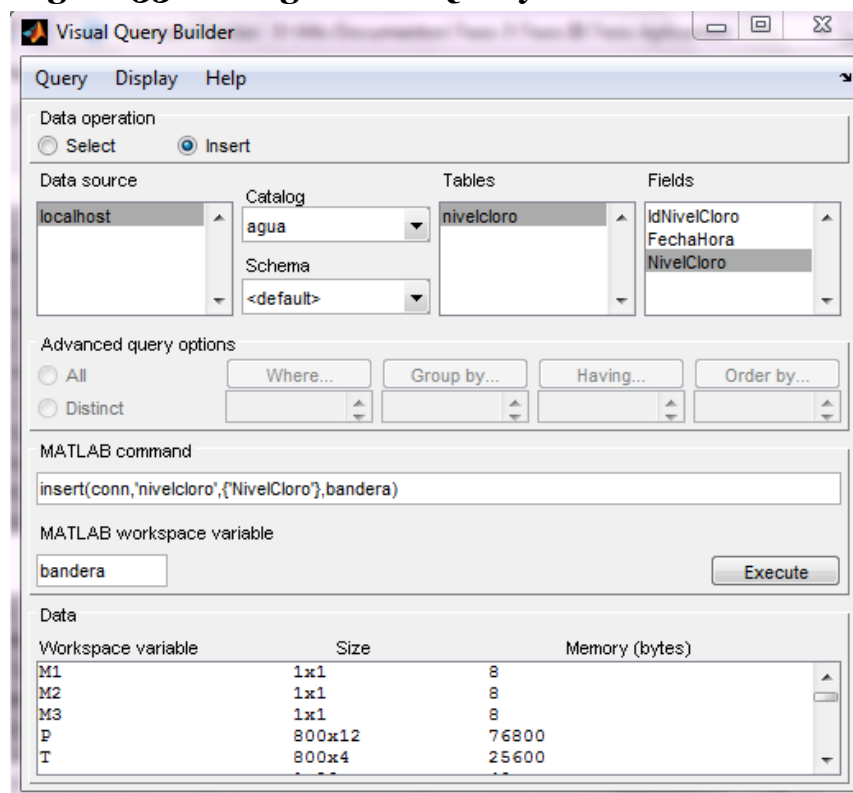 Visual Query Builder
Query Display Help
Data operation
Select Insert
Data source Catalog Tables Fields
localhost agua nivelcloro IdNivelCloro
FechaHora
Schema NivelCloro
<default>
Advanced query options
All Where... Group by... Having... Order by...
Distinct
MATLAB command
insert(conn,'nivelcloro',{'NivelCloro'},bandera)
MATLAB workspace variable
bandera Execute
Data
Workspace variable Size Memory (bytes)
M1 1x1 8
M2 1x1 8
M3 1x1 8
P 800x12 76800
T 800x4 25600